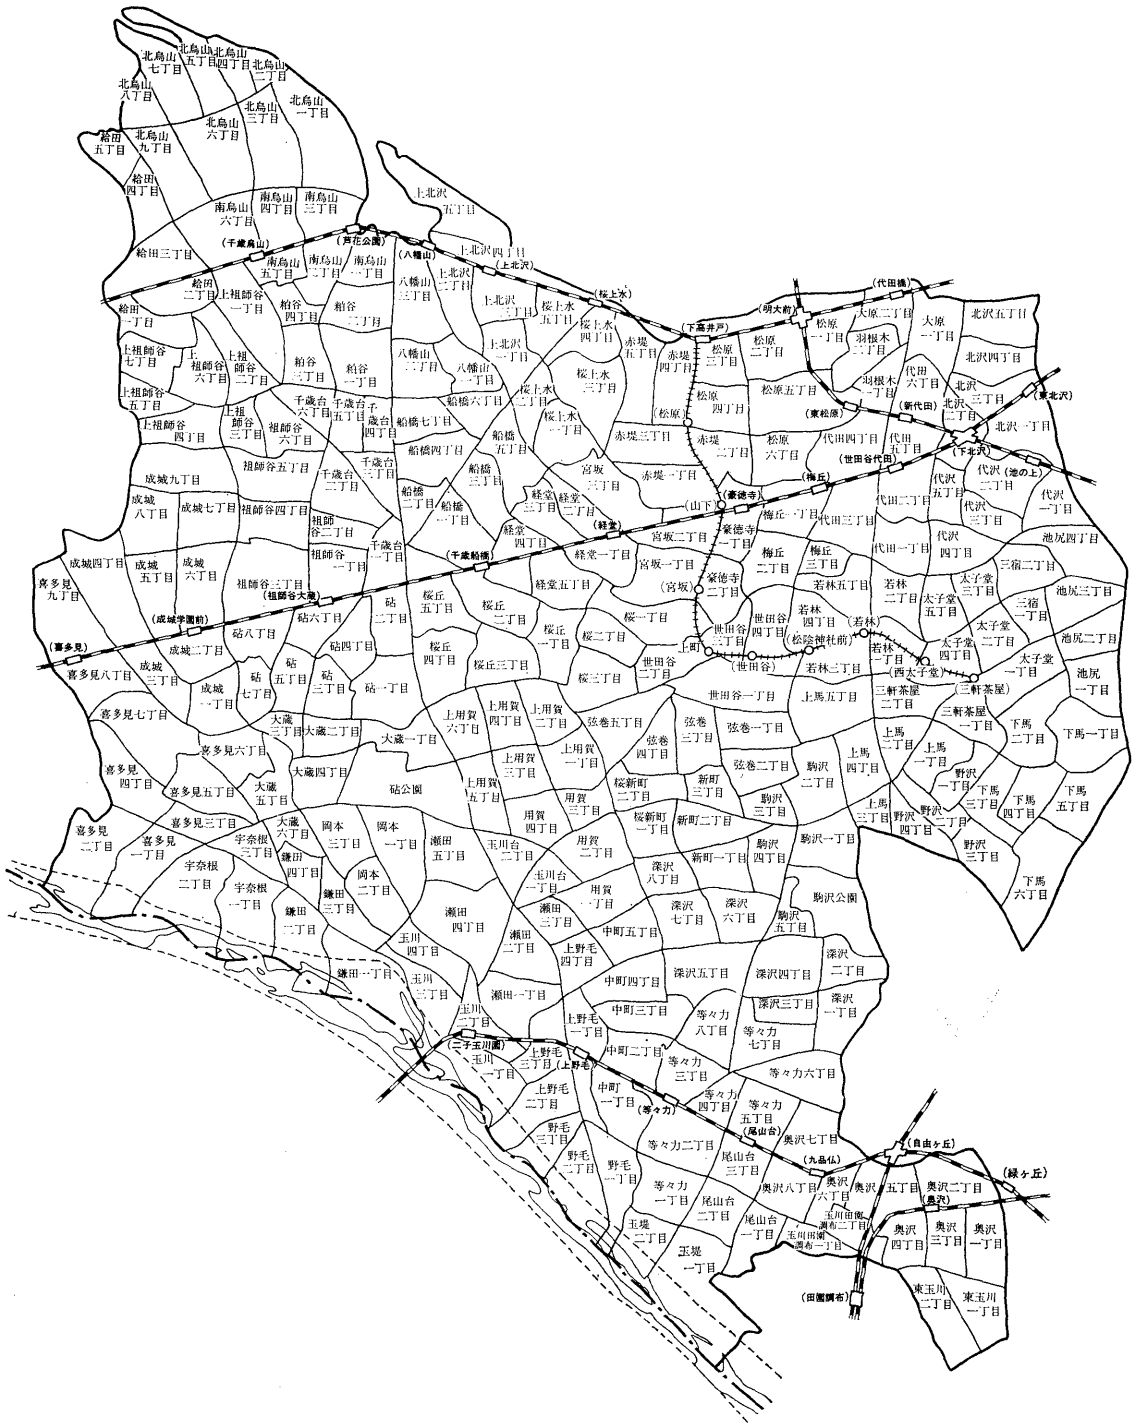 北烏山
七丁目
北烏山
五丁目
北烏山
四丁目
北烏山
二丁目
北烏山
八丁目
北烏山
一丁目
北烏山
三丁目
北烏山
六丁目
北烏山
九丁目
給田
五丁目
給田
四丁目
南烏山
六丁目
南烏山
四丁目
南烏山
三丁目
上北沢
五丁目
給田三丁目
(千歳烏山)
(芦花公園)
(八幡山)
上北沢四丁目
(上北沢)
南烏山
五丁目
南烏山
二丁目
南烏山
一丁目
八幡山
三丁目
上北沢
二丁目
給田
二丁目
給田
一丁目
上祖師谷
一丁目
粕谷
四丁目
粕谷
二丁目
上北沢
三丁目
桜上水
五丁目
(桜上水)
桜上水
四丁目
赤堤
五丁目
赤堤
四丁目
(下高井戸)
(明大前)
(代田橋)
松原
三丁目
松原
二丁目
松原
一丁目
大原二丁目
大原
一丁目
北沢五丁目
羽根木
二丁目
上祖師谷
七丁目
上
祖師谷
六丁目
上祖
師谷
二丁目
粕谷
三丁目
粕谷
一丁目
八幡山
二丁目
八幡山
一丁目
上北沢
一丁目
桜上水
三丁目
桜上水
二丁目
松原五丁目
羽根木
一丁目
代田
六丁目
北沢四丁目
北沢
三丁目
北沢
二丁目
(東北沢)
上祖師谷
五丁目
上祖師谷
四丁目
上祖
師谷
三丁目
祖師谷
六丁目
千歳台
六丁目
千歳台
五丁目
千
歳台
四丁目
船橋六丁目
船橋七丁目
桜上水
一丁目
(松原)
松原
四丁目
(東松原)
(新代田)
北沢一丁目
船橋四丁目
船橋
五丁目
赤堤三丁目
赤堤
二丁目
松原
六丁目
代田四丁目
代田
五丁目
(下北沢)
(世田谷代田)
(池の上)
祖師谷五丁目
千歳台
三丁目
千歳台
二丁目
船橋
三丁目
宮坂
三丁目
赤堤一丁目
(梅丘)
代沢
五丁目
代沢
二丁目
成城九丁目
成城
八丁目
成城七丁目
祖師谷四丁目
祖師
谷二丁目
船橋
二丁目
船橋
一丁目
経堂
三丁目
経堂
二丁目
(山下)
(豪徳寺)
梅丘一丁目
代田三丁目
代田二丁目
代沢
三丁目
代沢
一丁目
経堂
四丁目
(経堂)
経堂一丁目
宮坂二丁目
豪徳寺
一丁目
代沢
四丁目
池尻四丁目
成城四丁目
成城
五丁目
成城
六丁目
祖師谷
一丁目
千歳台
一丁目
(千歳船橋)
宮坂一丁目
梅丘
二丁目
梅丘
三丁目
代田一丁目
三宿二丁目
喜多見
九丁目
祖師谷三丁目
(祖師谷大蔵)
経堂五丁目
(宮坂)
豪徳寺
二丁目
若林五丁目
若林
二丁目
太子堂
三丁目
太子堂
五丁目
池尻三丁目
(成城学園前)
砧六丁目
砧
二丁目
桜丘
五丁目
桜丘
二丁目
桜一丁目
若林
四丁目
三宿
一丁目
砧八丁目
桜丘
一丁目
桜二丁目
世田谷
三丁目
世田谷
四丁目
(松陰神社前)
(若林)
太子堂
二丁目
池尻二丁目
(喜多見)
成城二丁目
砧四丁目
桜丘
四丁目
上町
若林
一丁目
太子堂
四丁目
喜多見八丁目
成城
三丁目
砧
七丁目
砧
五丁目
砧
三丁目
砧一丁目
桜丘三丁目
桜三丁目
世田谷
二丁目
(世田谷)
若林三丁目
(西太子堂)
(三軒茶屋)
太子堂
一丁目
池尻
一丁目
成城
一丁目
世田谷一丁目
上馬五丁目
三軒茶屋
二丁目
三軒茶屋
一丁目
喜多見七丁目
大蔵
三丁目
大蔵二丁目
大蔵一丁目
上用賀
六丁目
上用賀
四丁目
上用賀
二丁目
弦巻五丁目
弦巻
四丁目
弦巻
三丁目
弦巻一丁目
上馬
二丁目
下馬
二丁目
下馬一丁目
喜多見六丁目
喜多見
四丁目
大蔵四丁目
上用賀
三丁目
上用賀
一丁目
弦巻二丁目
駒沢
二丁目
上馬
四丁目
上馬
一丁目
喜多見五丁目
大蔵
五丁目
砧公園
上用賀
五丁目
桜新町
二丁目
新町
三丁目
野沢
一丁目
下馬
三丁目
下馬
四丁目
下馬
五丁目
喜多見三丁目
大蔵
六丁目
用賀
四丁目
用賀
三丁目
桜新町
一丁目
新町二丁目
駒沢
三丁目
上馬
三丁目
野沢
四丁目
野沢
二丁目
喜多見
二丁目
喜多見
一丁目
宇奈根
三丁目
岡本
三丁目
岡本
一丁目
瀬田
五丁目
玉川台
二丁目
用賀
二丁目
新町一丁目
駒沢
四丁目
駒沢一丁目
野沢
三丁目
宇奈根
二丁目
鎌田
四丁目
岡本
二丁目
玉川台
一丁目
深沢
八丁目
下馬
六丁目
宇奈根
一丁目
鎌田
三丁目
用賀
一丁目
駒沢公園
鎌田
二丁目
瀬田
四丁目
瀬田
三丁目
深沢
七丁目
深沢
六丁目
駒沢
五丁目
玉川
四丁目
瀬田
二丁目
中町五丁目
上野毛
四丁目
深沢
二丁目
鎌田一丁目
玉川
三丁目
瀬田一丁目
中町四丁目
深沢五丁目
深沢四丁目
玉川
二丁目
上野毛
一丁目
中町三丁目
等々力
八丁目
深沢三丁目
深沢
一丁目
等々力
七丁目
(二子玉川園)
玉川
一丁目
上野毛
三丁目
(上野毛)
中町二丁目
等々力
三丁目
等々力六丁目
上野毛
二丁目
中町
一丁目
(等々力)
等々力
四丁目
等々力
五丁目
野毛
三丁目
(尾山台)
奥沢七丁目
(自由ヶ丘)
野毛
二丁目
野毛
一丁目
等々力二丁目
尾山台
三丁目
(九品仏)
(緑ヶ丘)
等々力
一丁目
奥沢八丁目
奥沢
六丁目
奥沢
五丁目
奥沢二丁目
(奥沢)
尾山台
二丁目
玉堤
二丁目
尾山台
一丁目
玉川田園
調布二丁目
玉川田園
調布一丁目
奥沢
四丁目
奥沢
三丁目
奥沢
一丁目
玉堤
一丁目
(田園調布)
東玉川
二丁目
東玉川
一丁目